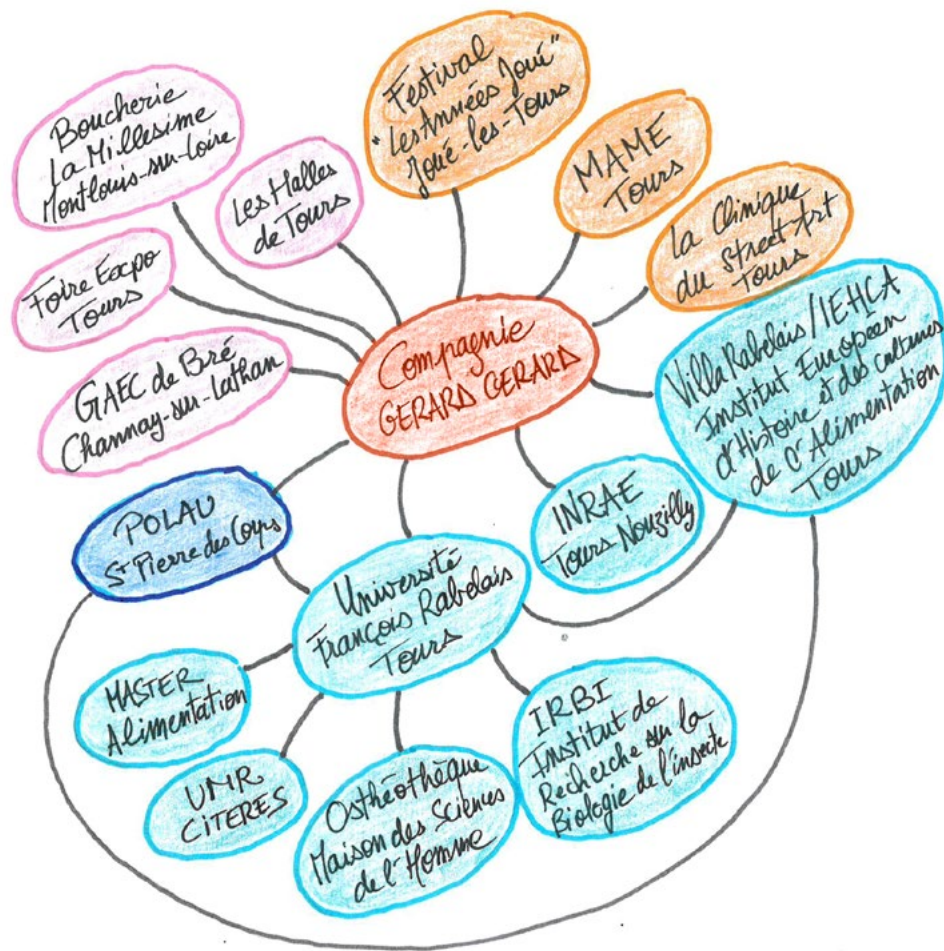 Festival
"Les Années Joué"
Joué-les-Tours
Boucherie
La Millesime
Montlouis-sur-Loire
Les Halles
de Tours
MAME
Tours
La Clinique
du Street Art
Tours
Foire Expo
Tours
Compagnie
GERARD GERARD
Villa Rabelais/IEHCA
Institut European
d'Histoire et des Cultures
de l'Alimentation
Tours
GAEC de Bré
Channay-sur-Lathan
POLAU
St Pierre des Corps
INRAE
Tours Nouzilly
Université
François Rabelais
Tours
MASTER
Alimentation
UMR
CITERES
Osthéothèque
Maison des Sciences
de l'Homme
IRBI
Institut de
Recherche sur la
Biologie de l'insecte